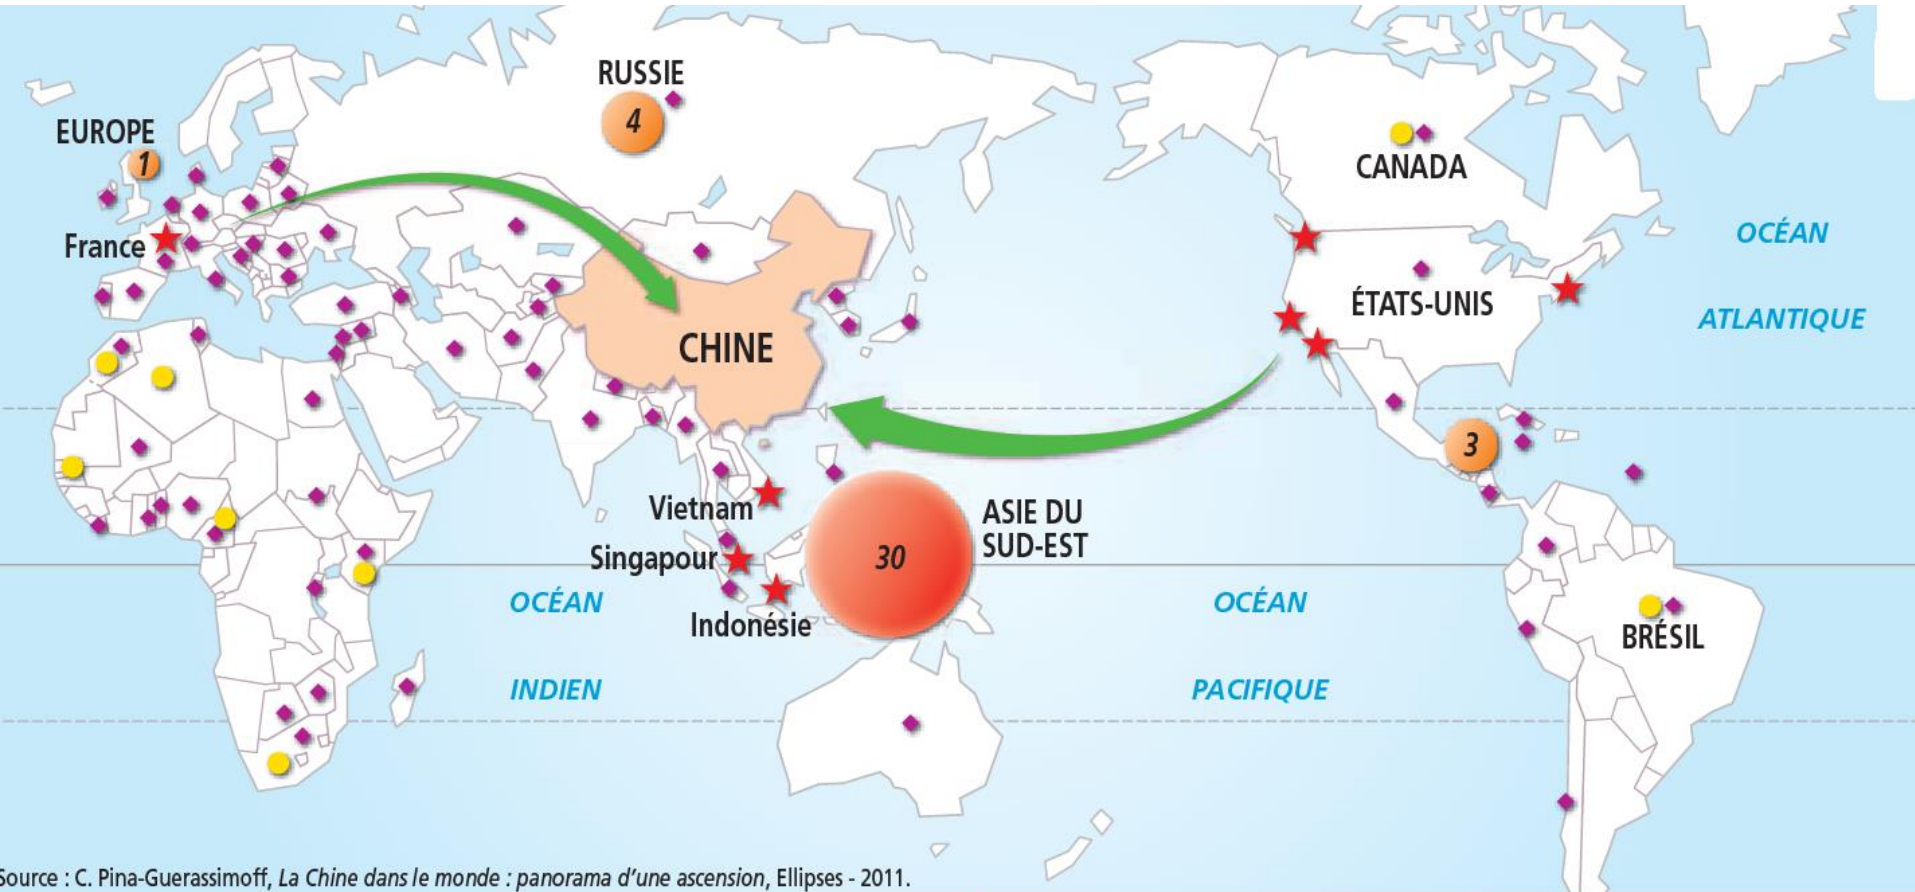 RUSSIE
4
EUROPE
1
CANADA
France
OCÉAN
ATLANTIQUE
ÉTATS-UNIS
CHINE
3
Vietnam
ASIE DU
SUD-EST
30
Singapour
Indonésie
OCÉAN
INDIEN
OCÉAN
PACIFIQUE
BRÉSIL
Source : C. Pina-Guerassimoff, La Chine dans le monde : panorama d’une ascension, Ellipses - 2011.